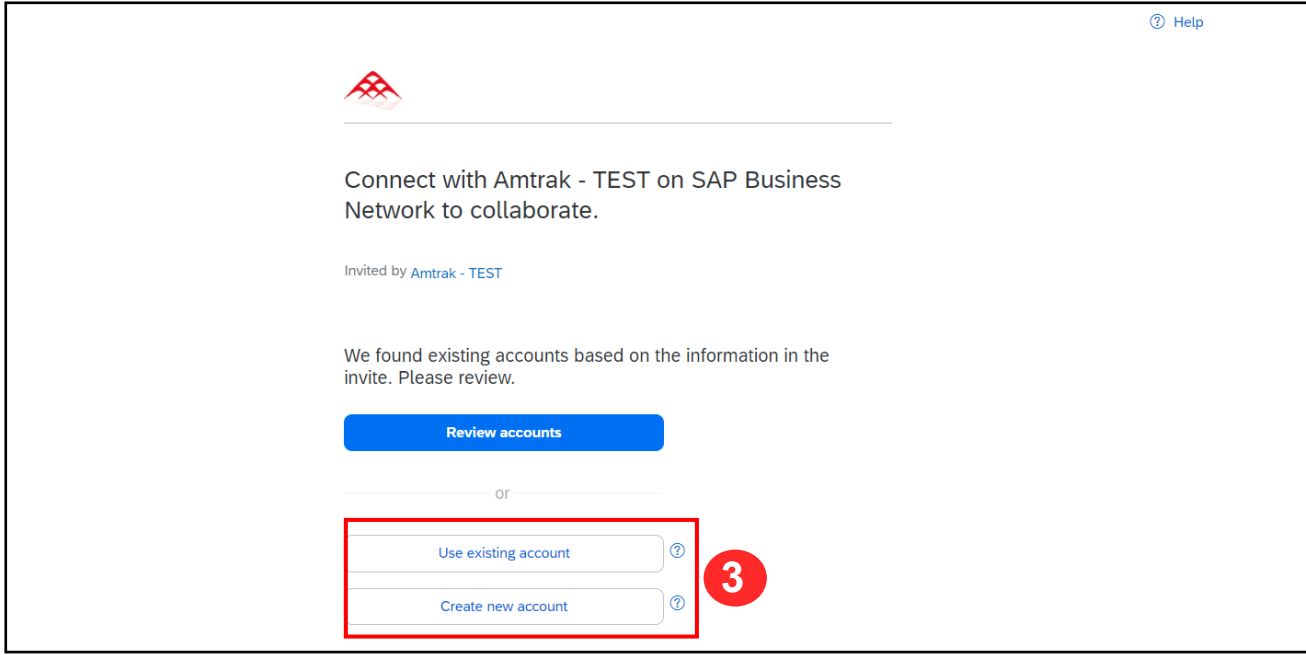 Help
Connect with Amtrak - TEST on SAP Business
Network to collaborate.
Invited by Amtrak - TEST
We found existing accounts based on the information in the
invite. Please review.
Review accounts
or
Use existing account
3
Create new account